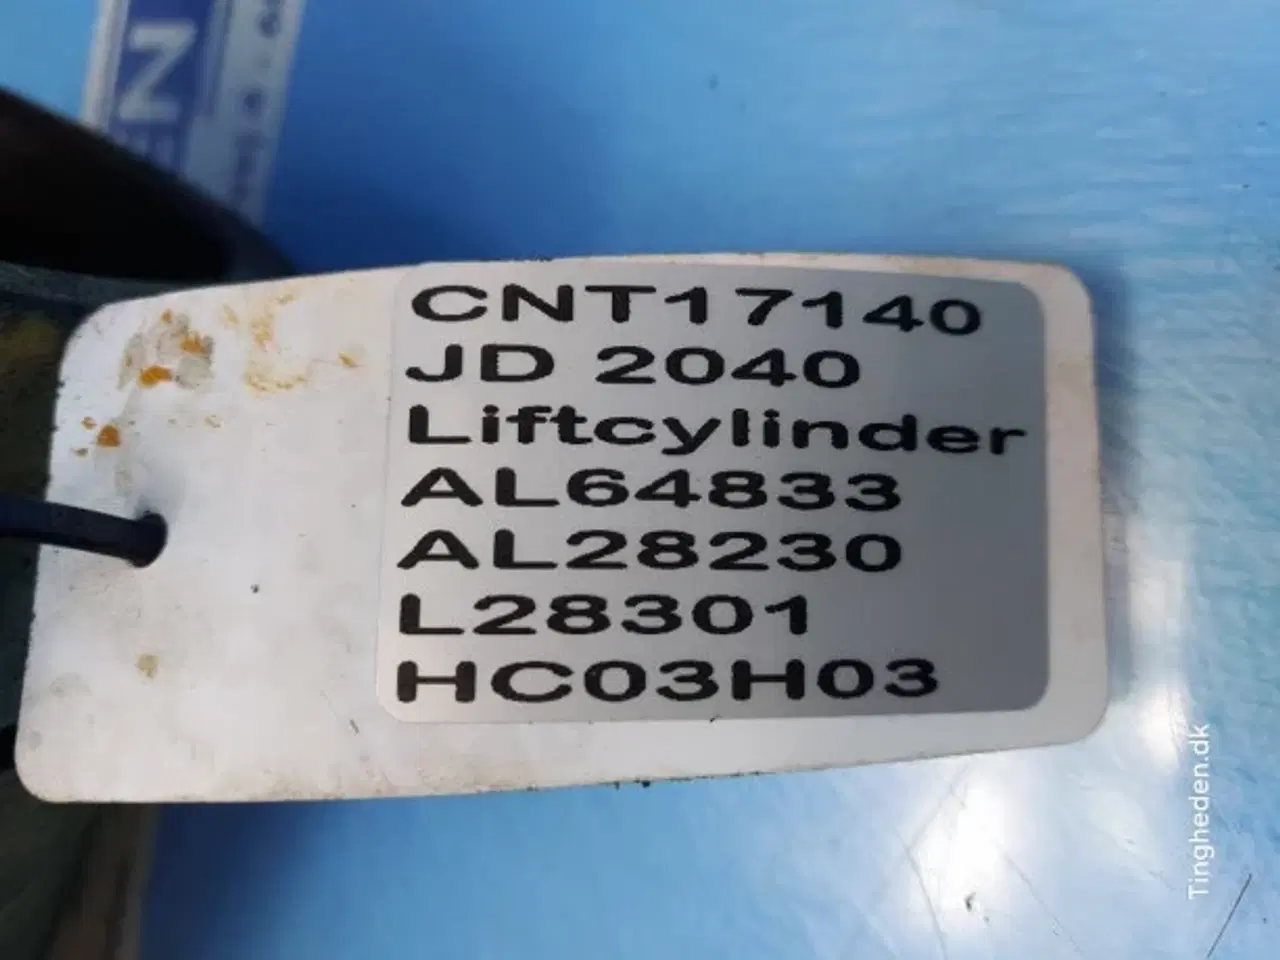 N
CNT17140
JD 2040
Liftcylinder
AL64833
AL28230
L28301
HC03H03
Tingheden.dk